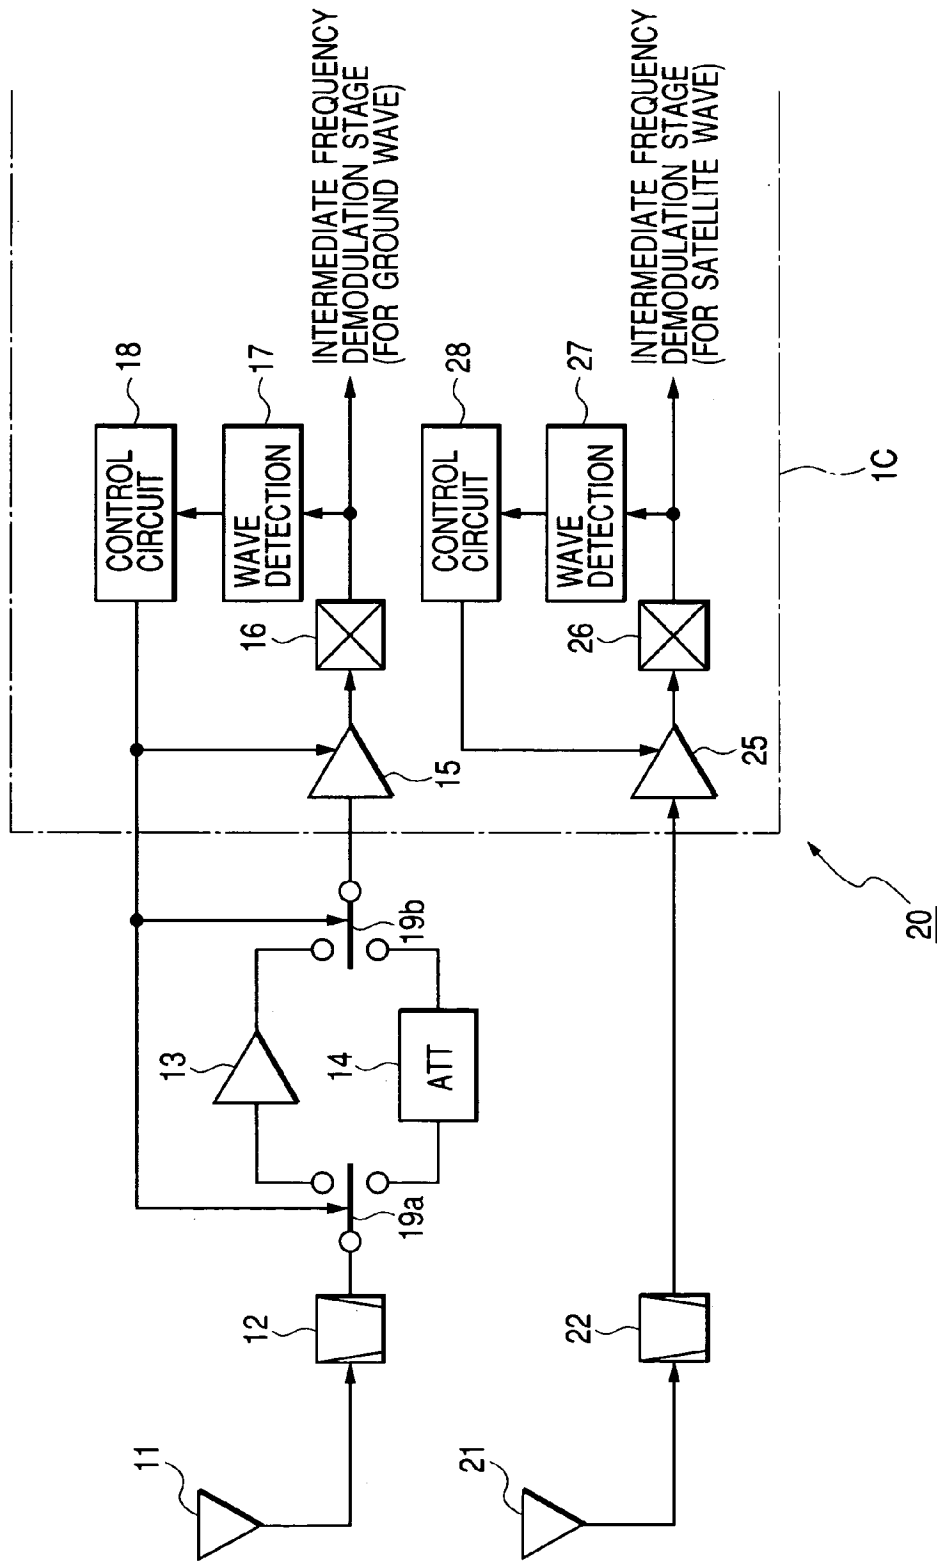 11
12
13
14
ATT
19a
19b
15
16
WAVE
DETECTION
17
CONTROL
CIRCUIT
18
INTERMEDIATE FREQUENCY
DEMODULATION STAGE
(FOR GROUND WAVE)
21
22
25
26
WAVE
DETECTION
27
CONTROL
CIRCUIT
28
INTERMEDIATE FREQUENCY
DEMODULATION STAGE
(FOR SATELLITE WAVE)
1C
20